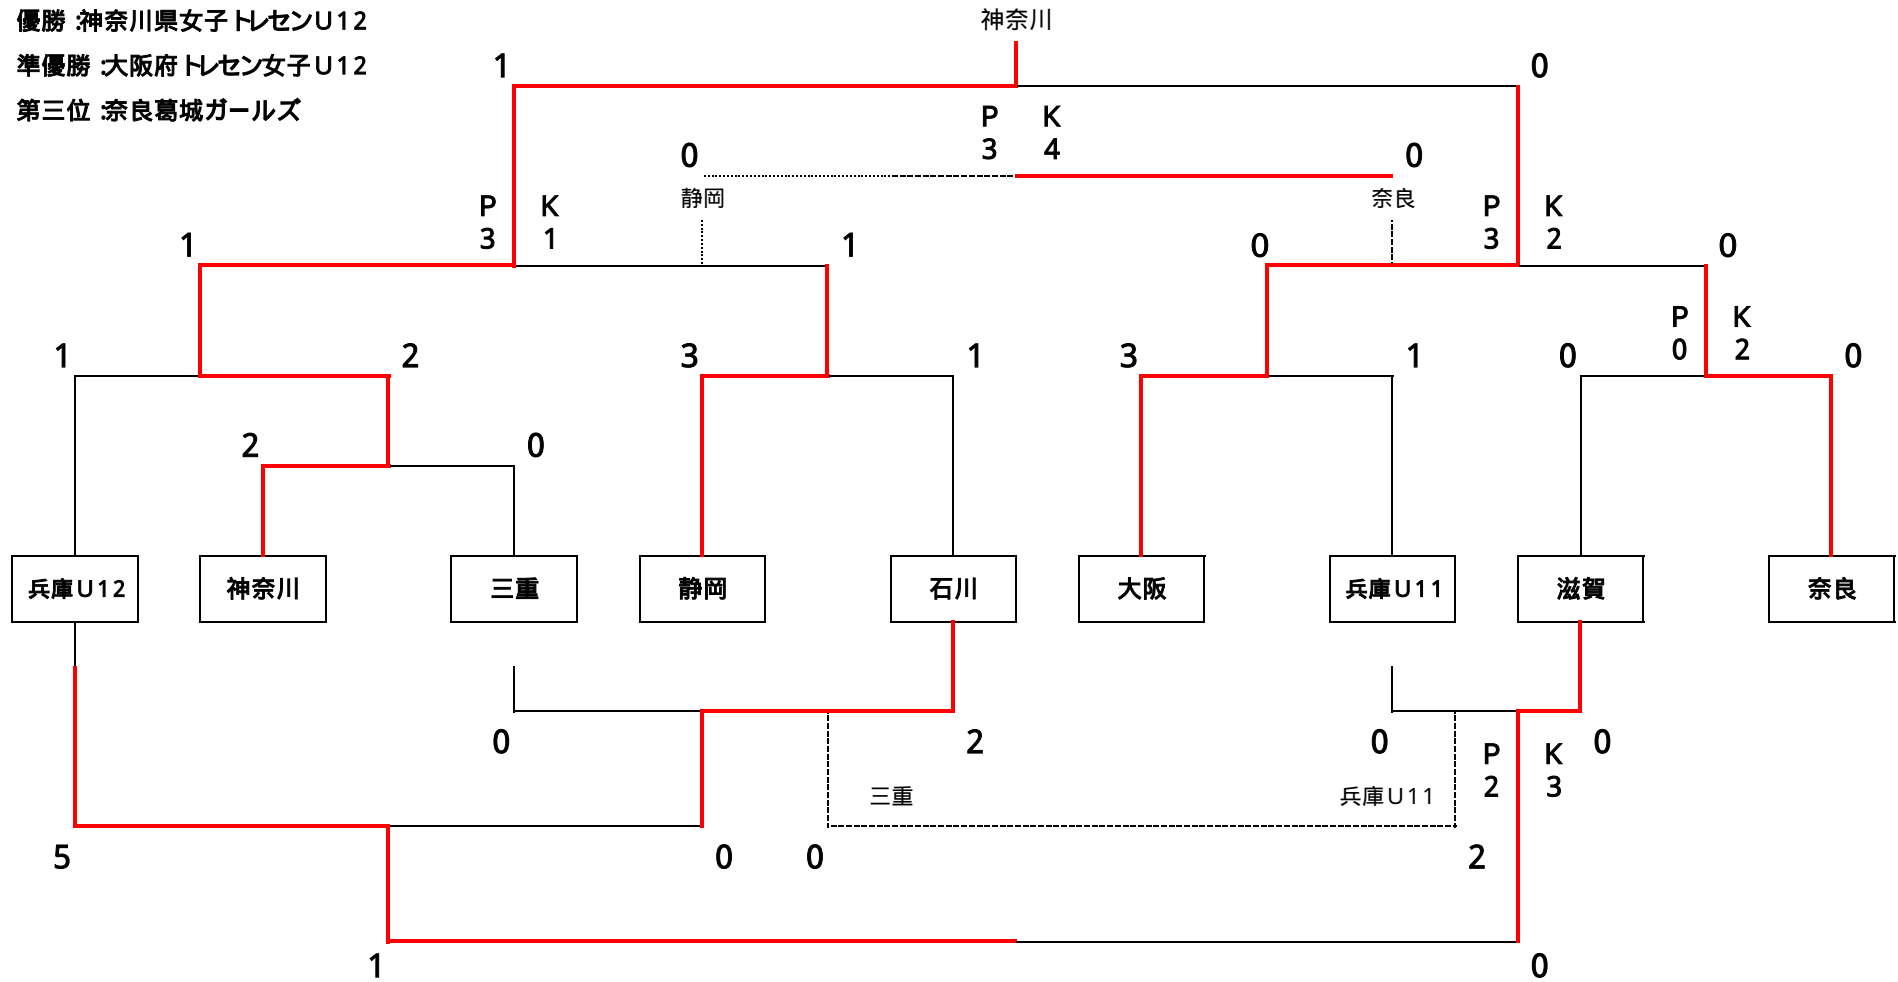 優勝:神奈川県女子トレセンU12
神奈川
準優勝:大阪府トレセン女子U12
1
0
第三位:奈良葛城ガールズ
P K
3 4
0
0
静岡
奈良
P K
3 1
P K
3 2
1
1
0
0
P K
0 2
1
2
3
1
3
1
0
0
2
0
兵庫U12
神奈川
三重
静岡
石川
大阪
兵庫U11
滋賀
奈良
0
2
0
P K
2 3
0
三重
兵庫U11
5
0
0
2
1
0